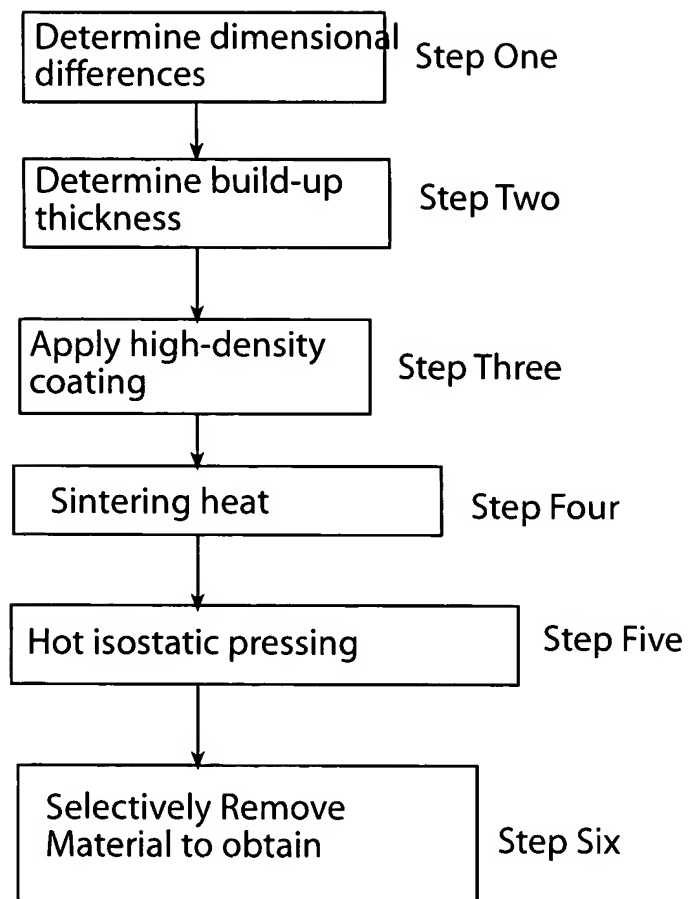 Determine dimensional
differences
Step One
Determine build-up
thickness
Step Two
Apply high-density
coating
Step Three
Sintering heat
Step Four
Hot isostatic pressing
Step Five
Selectively Remove
Material to obtain
Step Six